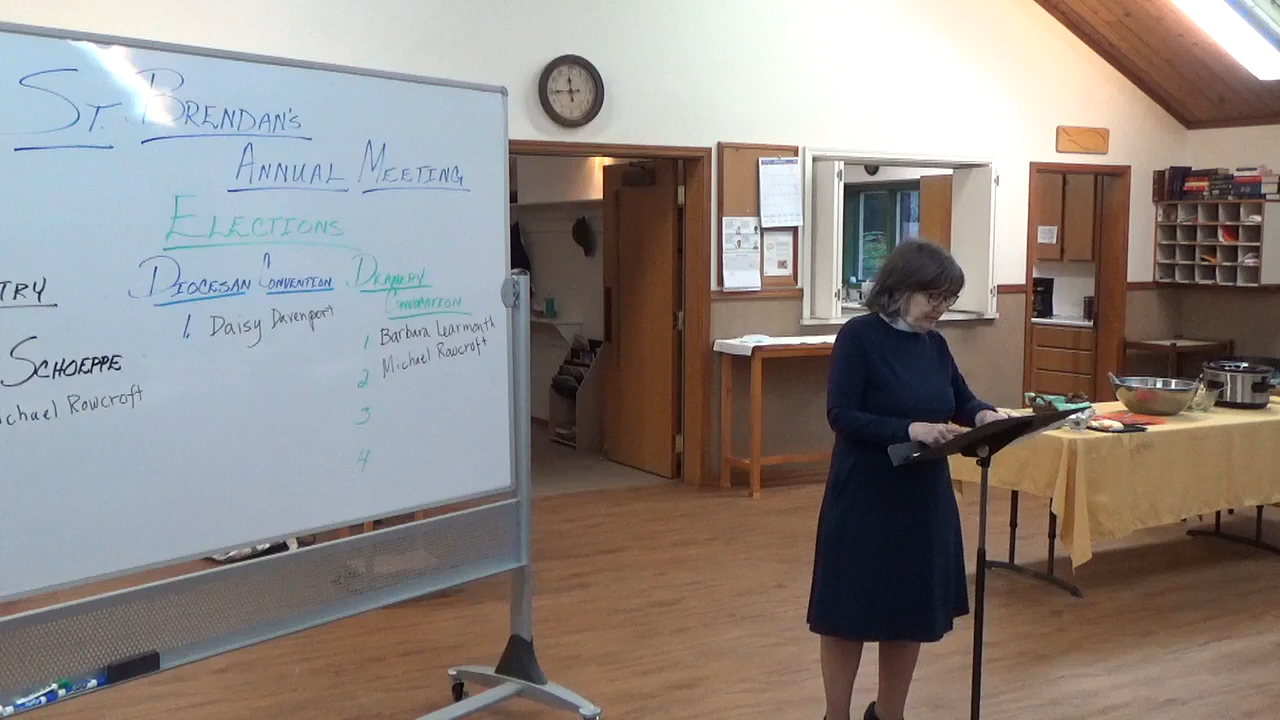 St. Brendan's
Annual Meeting
Elections
TRY
Schoeppe
ichael Rowcroft
Diocesan Convention
1. Daisy Davenport
Deanery
Convocation
1 Barbara Learmonth
2 Michael Rowcroft
3
4